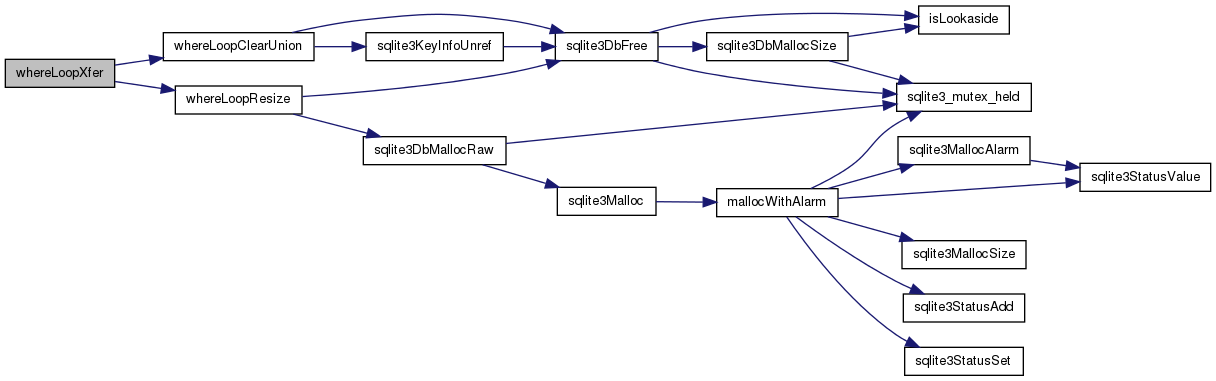 whereLoopXfer
whereLoopClearUnion
whereLoopResize
sqlite3KeyInfoUnref
sqlite3DbMallocRaw
sqlite3DbFree
sqlite3Malloc
sqlite3DbMallocSize
mallocWithAlarm
isLookaside
sqlite3_mutex_held
sqlite3MallocAlarm
sqlite3MallocSize
sqlite3StatusAdd
sqlite3StatusSet
sqlite3StatusValue